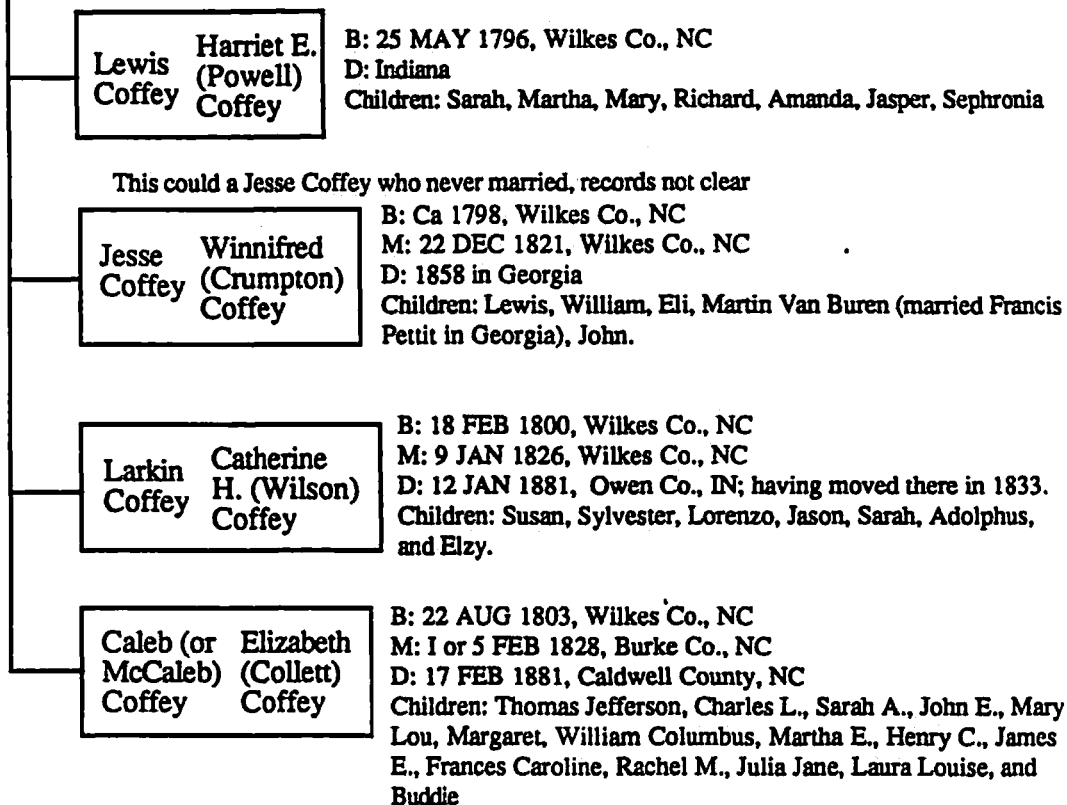 Lewis Coffey
Harriet E. (Powell) Coffey
B: 25 MAY 1796, Wilkes Co., NC
D: Indiana
Children: Sarah, Martha, Mary, Richard, Amanda, Jasper, Sephronia
This could a Jesse Coffey who never married, records not clear
Jesse Coffey
Winnifred (Crumpton) Coffey
B: Ca 1798, Wilkes Co., NC
M: 22 DEC 1821, Wilkes Co., NC
D: 1858 in Georgia
Children: Lewis, William, Eli, Martin Van Buren (married Francis
Pettit in Georgia), John.
Larkin Coffey
Catherine H. (Wilson) Coffey
B: 18 FEB 1800, Wilkes Co., NC
M: 9 JAN 1826, Wilkes Co., NC
D: 12 JAN 1881, Owen Co., IN; having moved there in 1833.
Children: Susan, Sylvester, Lorenzo, Jason, Sarah, Adolphus,
and Elzy.
Caleb (or McCaleb) Coffey
Elizabeth (Collett) Coffey
B: 22 AUG 1803, Wilkes Co., NC
M: I or 5 FEB 1828, Burke Co., NC
D: 17 FEB 1881, Caldwell County, NC
Children: Thomas Jefferson, Charles L., Sarah A., John E., Mary
Lou, Margaret, William Columbus, Martha E., Henry C., James
E., Frances Caroline, Rachel M., Julia Jane, Laura Louise, and
Buddie